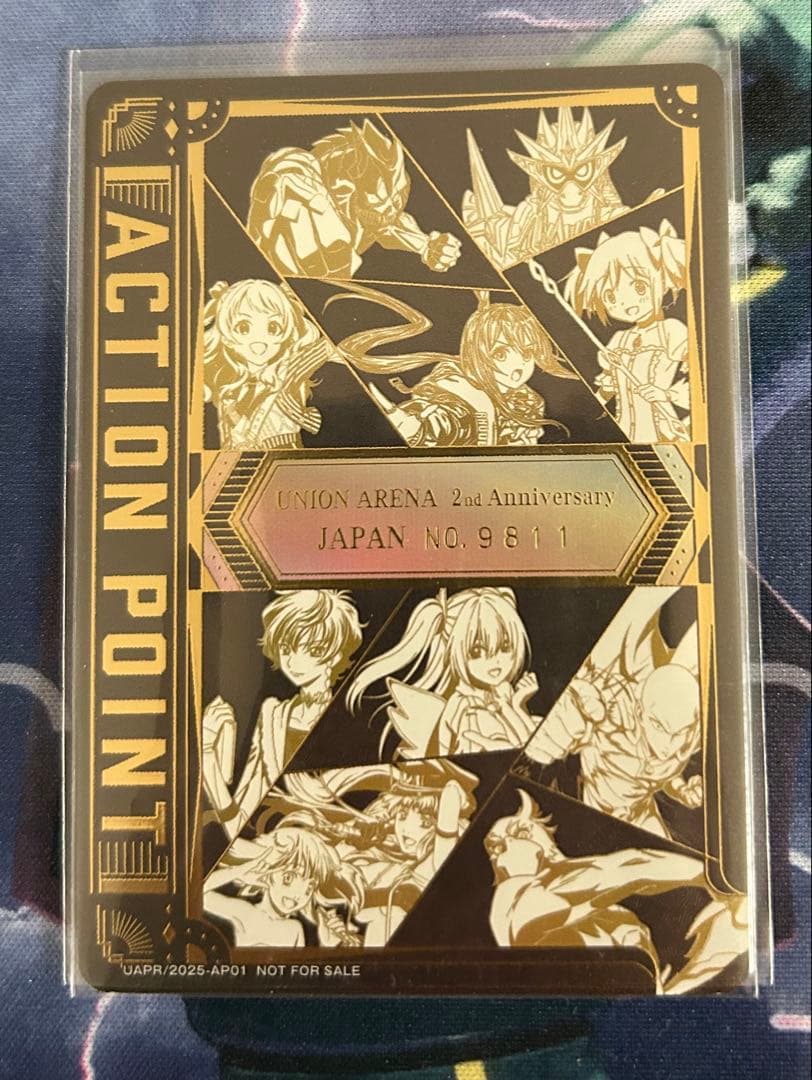 ACTION POINT
UNION ARENA 2nd Anniversary
JAPAN NO.9811
UAPR/2025-AP01 NOT FOR SALE